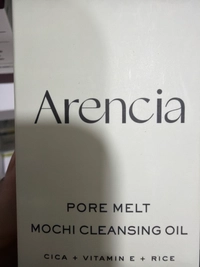 Arencia
PORE MELT
MOCHI CLEANSING OIL
CICA + VITAMIN E + RICE